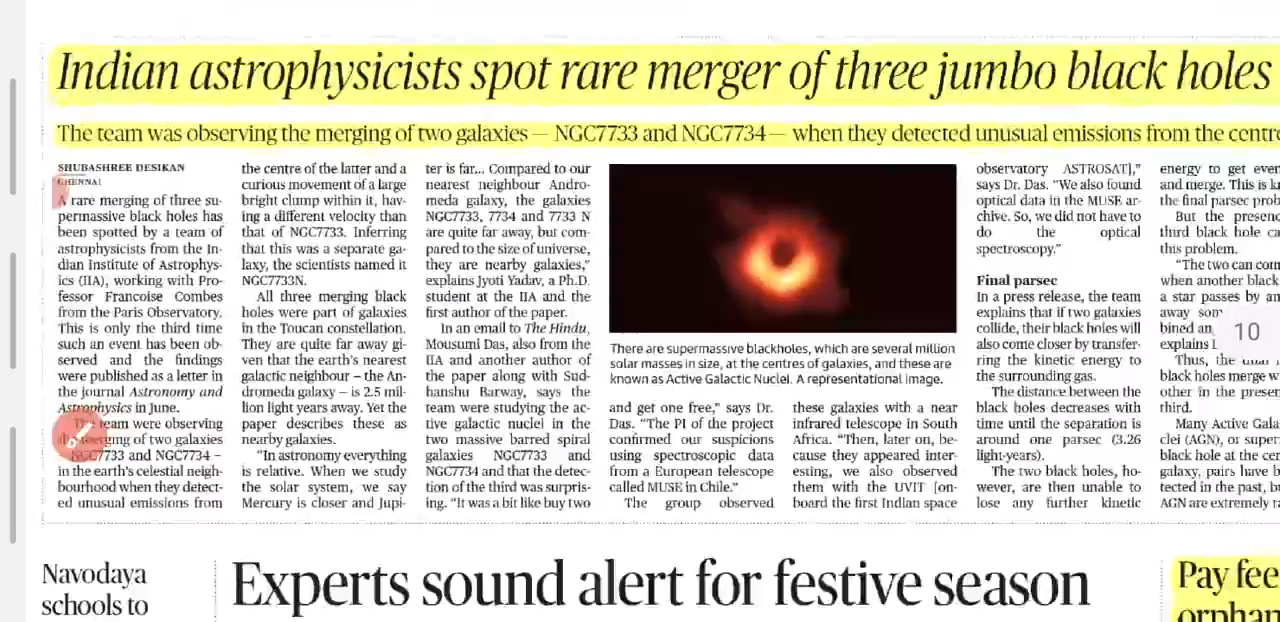 Indian astrophysicists spot rare merger of three jumbo black holes
The team was observing the merging of two galaxies — NGC7733 and NGC7734 — when they detected unusual emissions from the centre
SHUBASHREE DESIKAN
CHENNAI
A rare merging of three su-
permassive black holes has
been spotted by a team of
astrophysicists from the In-
dian Institute of Astrophys-
ics (IIA), working with Pro-
fessor Francoise Combes
from the Paris Observatory.
This is only the third time
such an event has been ob-
served and the findings
were published as a letter in
the journal Astronomy and
Astrophysics in June.
The team were observing
the merging of two galaxies
NGC7733 and NGC7734 –
in the earth's celestial neigh-
bourhood when they detect-
ed unusual emissions from
the centre of the latter and a
curious movement of a large
bright clump within it, hav-
ing a different velocity than
that of NGC7733. Inferring
that this was a separate ga-
laxy, the scientists named it
NGC7733N.
All three merging black
holes were part of galaxies
in the Toucan constellation.
They are quite far away gi-
ven that the earth's nearest
galactic neighbour – the An-
dromeda galaxy – is 2.5 mil-
lion light years away. Yet the
paper describes these as
nearby galaxies.
"In astronomy everything
is relative. When we study
the solar system, we say
Mercury is closer and Jupi-
ter is far... Compared to our
nearest neighbour Andro-
meda galaxy, the galaxies
NGC7733, 7734 and 7733 N
are quite far away, but com-
pared to the size of universe,
they are nearby galaxies,"
explains Jyoti Yadav, a Ph.D.
student at the IIA and the
first author of the paper.
In an email to The Hindu,
Mousumi Das, also from the
IIA and another author of
the paper along with Sud-
hanshu Barway, says the
team were studying the ac-
tive galactic nuclei in the
two massive barred spiral
galaxies NGC7733 and
NGC7734 and that the detec-
tion of the third was surpris-
ing. "It was a bit like buy two
There are supermassive blackholes, which are several million
solar masses in size, at the centres of galaxies, and these are
known as Active Galactic Nuclei. A representational image.
and get one free," says Dr.
Das. "The PI of the project
confirmed our suspicions
using spectroscopic data
from a European telescope
called MUSE in Chile."
The group observed
these galaxies with a near
infrared telescope in South
Africa. "Then, later on, be-
cause they appeared inter-
esting, we also observed
them with the UVIT [on-
board the first Indian space
observatory ASTROSAT],"
says Dr. Das. "We also found
optical data in the MUSE ar-
chive. So, we did not have to
do the optical
spectroscopy."
Final parsec
In a press release, the team
explains that if two galaxies
collide, their black holes will
also come closer by transfer-
ring the kinetic energy to
the surrounding gas.
The distance between the
black holes decreases with
time until the separation is
around one parsec (3.26
light-years).
The two black holes, ho-
wever, are then unable to
lose any further kinetic
energy to get even
and merge. This is k
the final parsec prob
But the presenc
third black hole ca
this problem.
"The two can com
when another black
a star passes by an
away som
bined an
explains
Thus, the
black holes merge w
other in the presen
third.
Many Active Gala
clei (AGN), or super
black hole at the cer
galaxy, pairs have b
tected in the past, bu
AGN are extremely ra
10
Navodaya
schools to
Experts sound alert for festive season
Pay fee
orphan